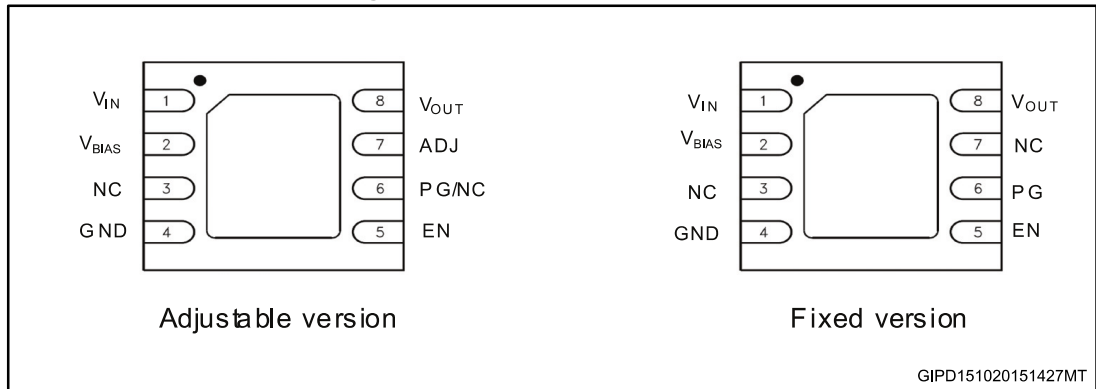 VIN 1 8 VOUT
VBIAS 2 7 ADJ
NC 3 6 PG/NC
GND 4 5 EN
Adjustable version
VIN 1 8 VOUT
VBIAS 2 7 NC
NC 3 6 PG
GND 4 5 EN
Fixed version
GIPD151020151427MT